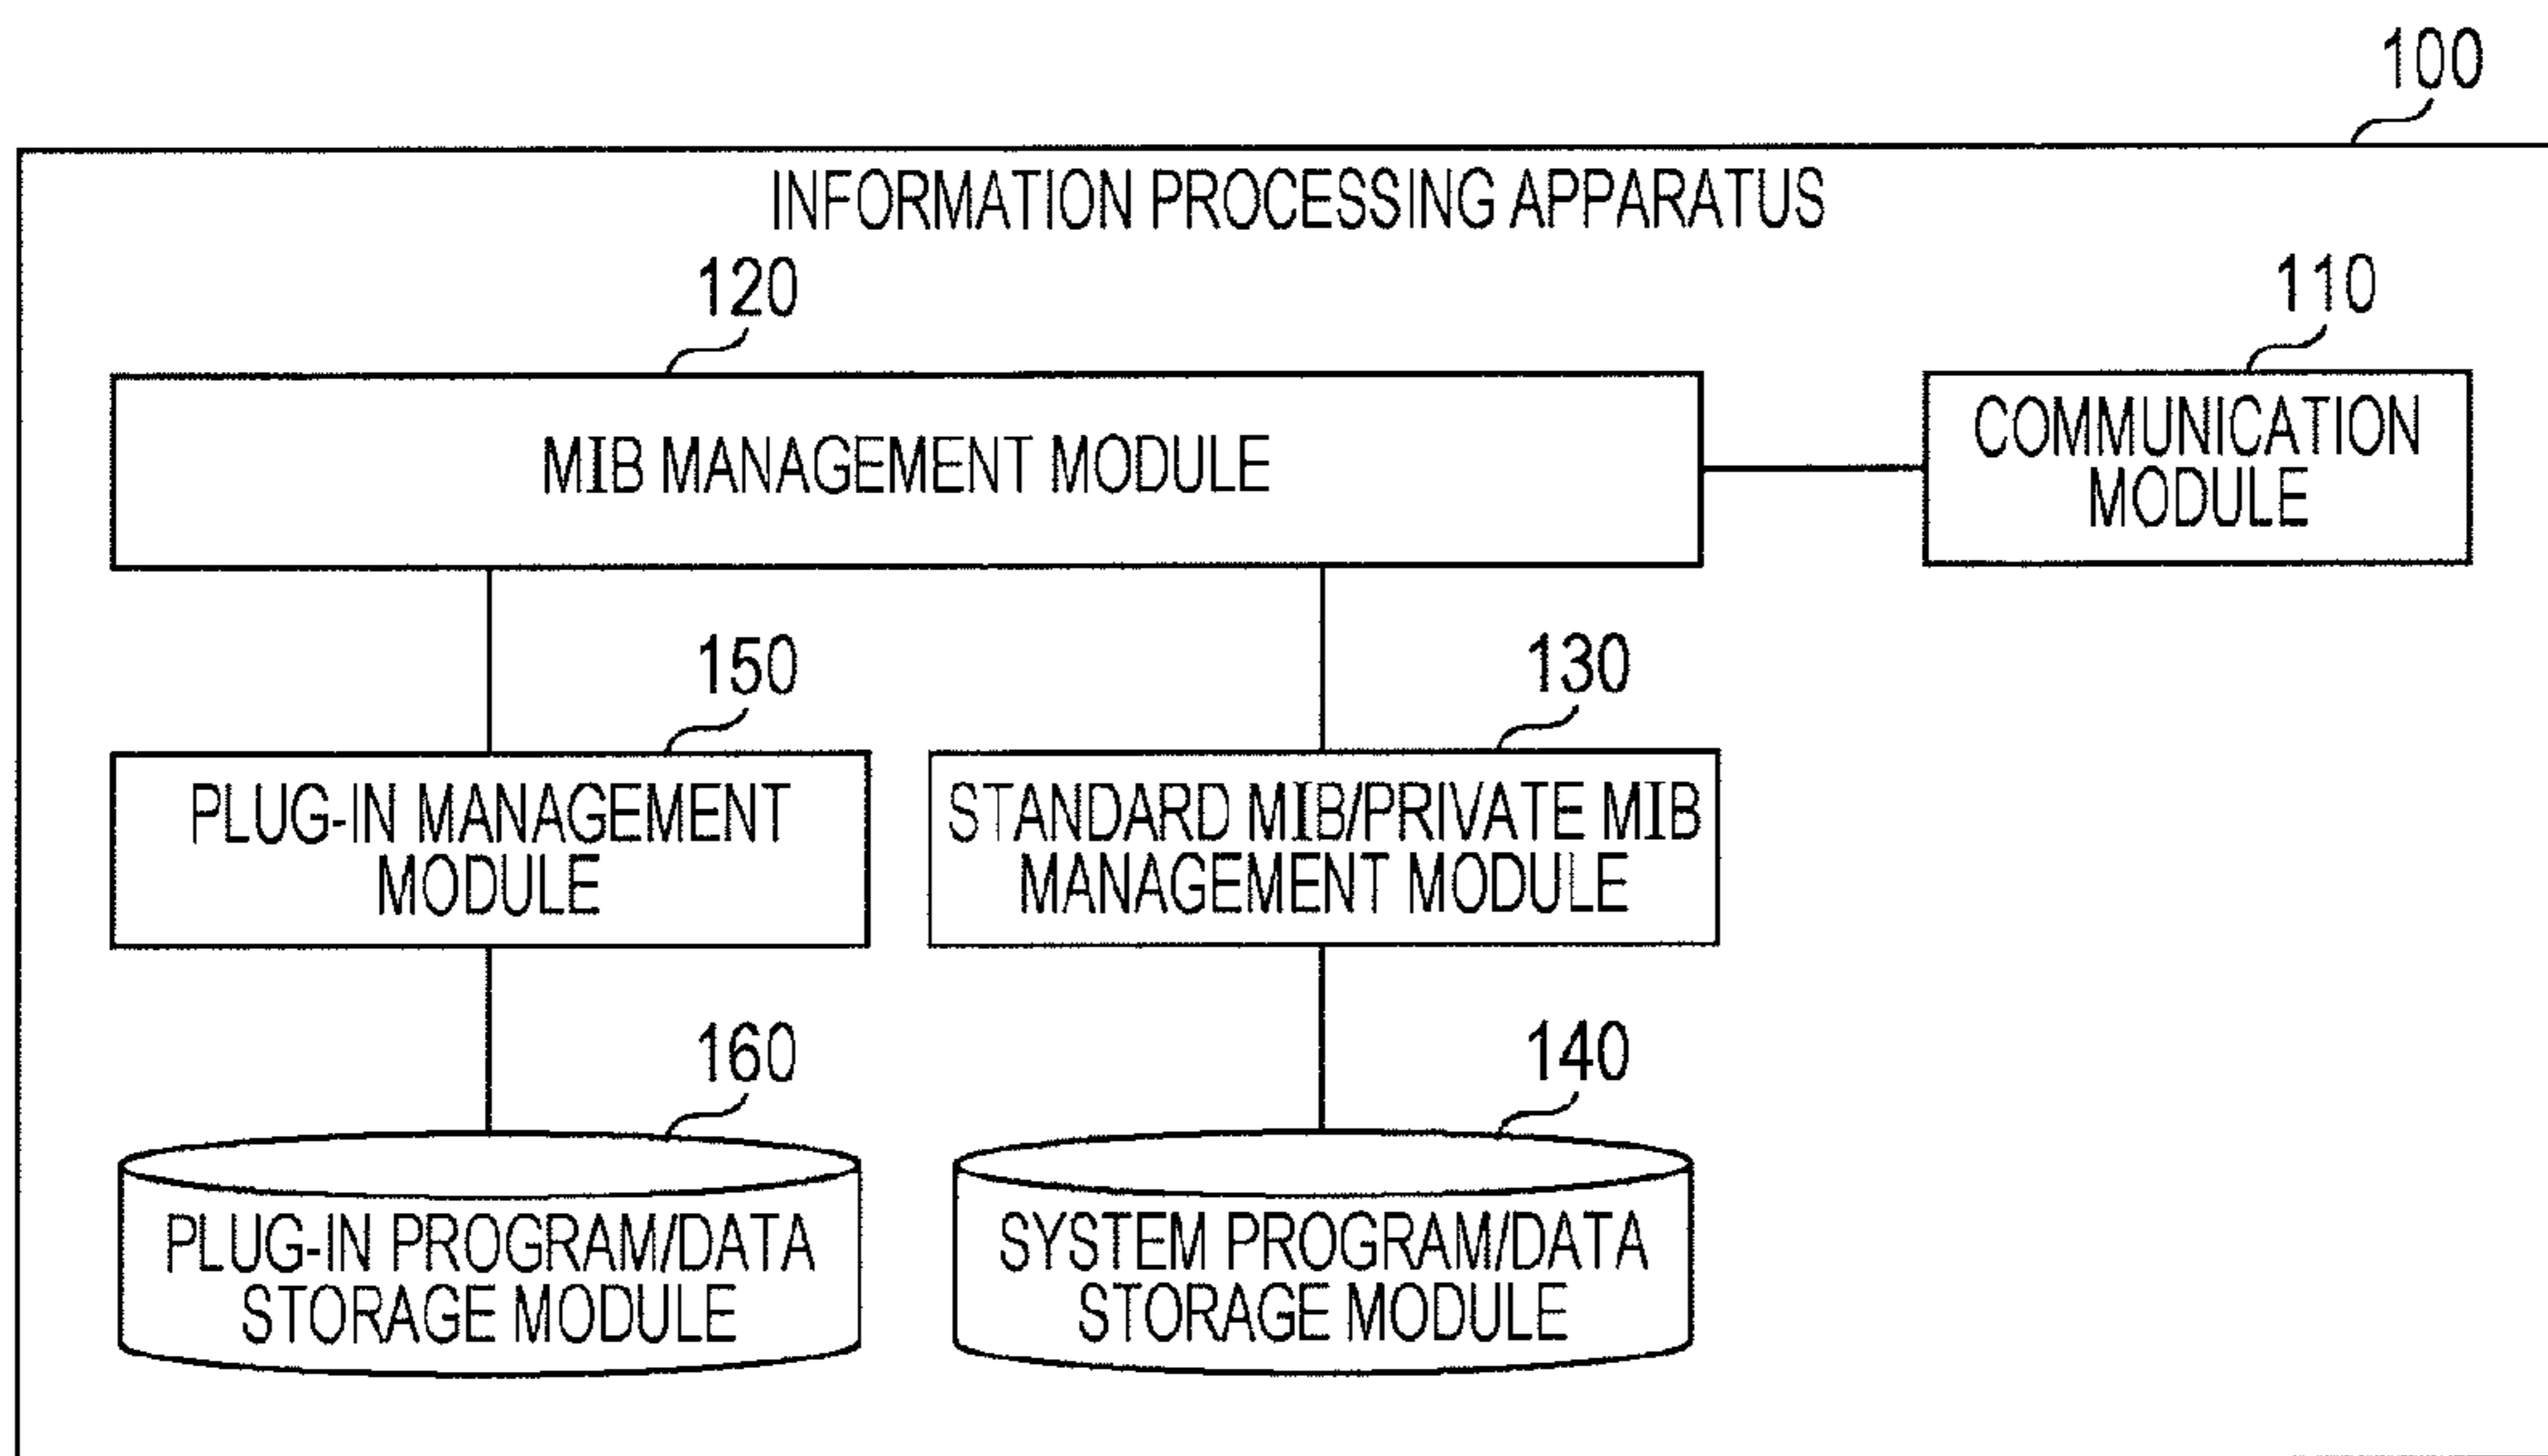 100
INFORMATION PROCESSING APPARATUS
120
110
MIB MANAGEMENT MODULE
COMMUNICATION
MODULE
150
130
PLUG-IN MANAGEMENT
MODULE
STANDARD MIB/PRIVATE MIB
MANAGEMENT MODULE
160
140
PLUG-IN PROGRAM/DATA
STORAGE MODULE
SYSTEM PROGRAM/DATA
STORAGE MODULE